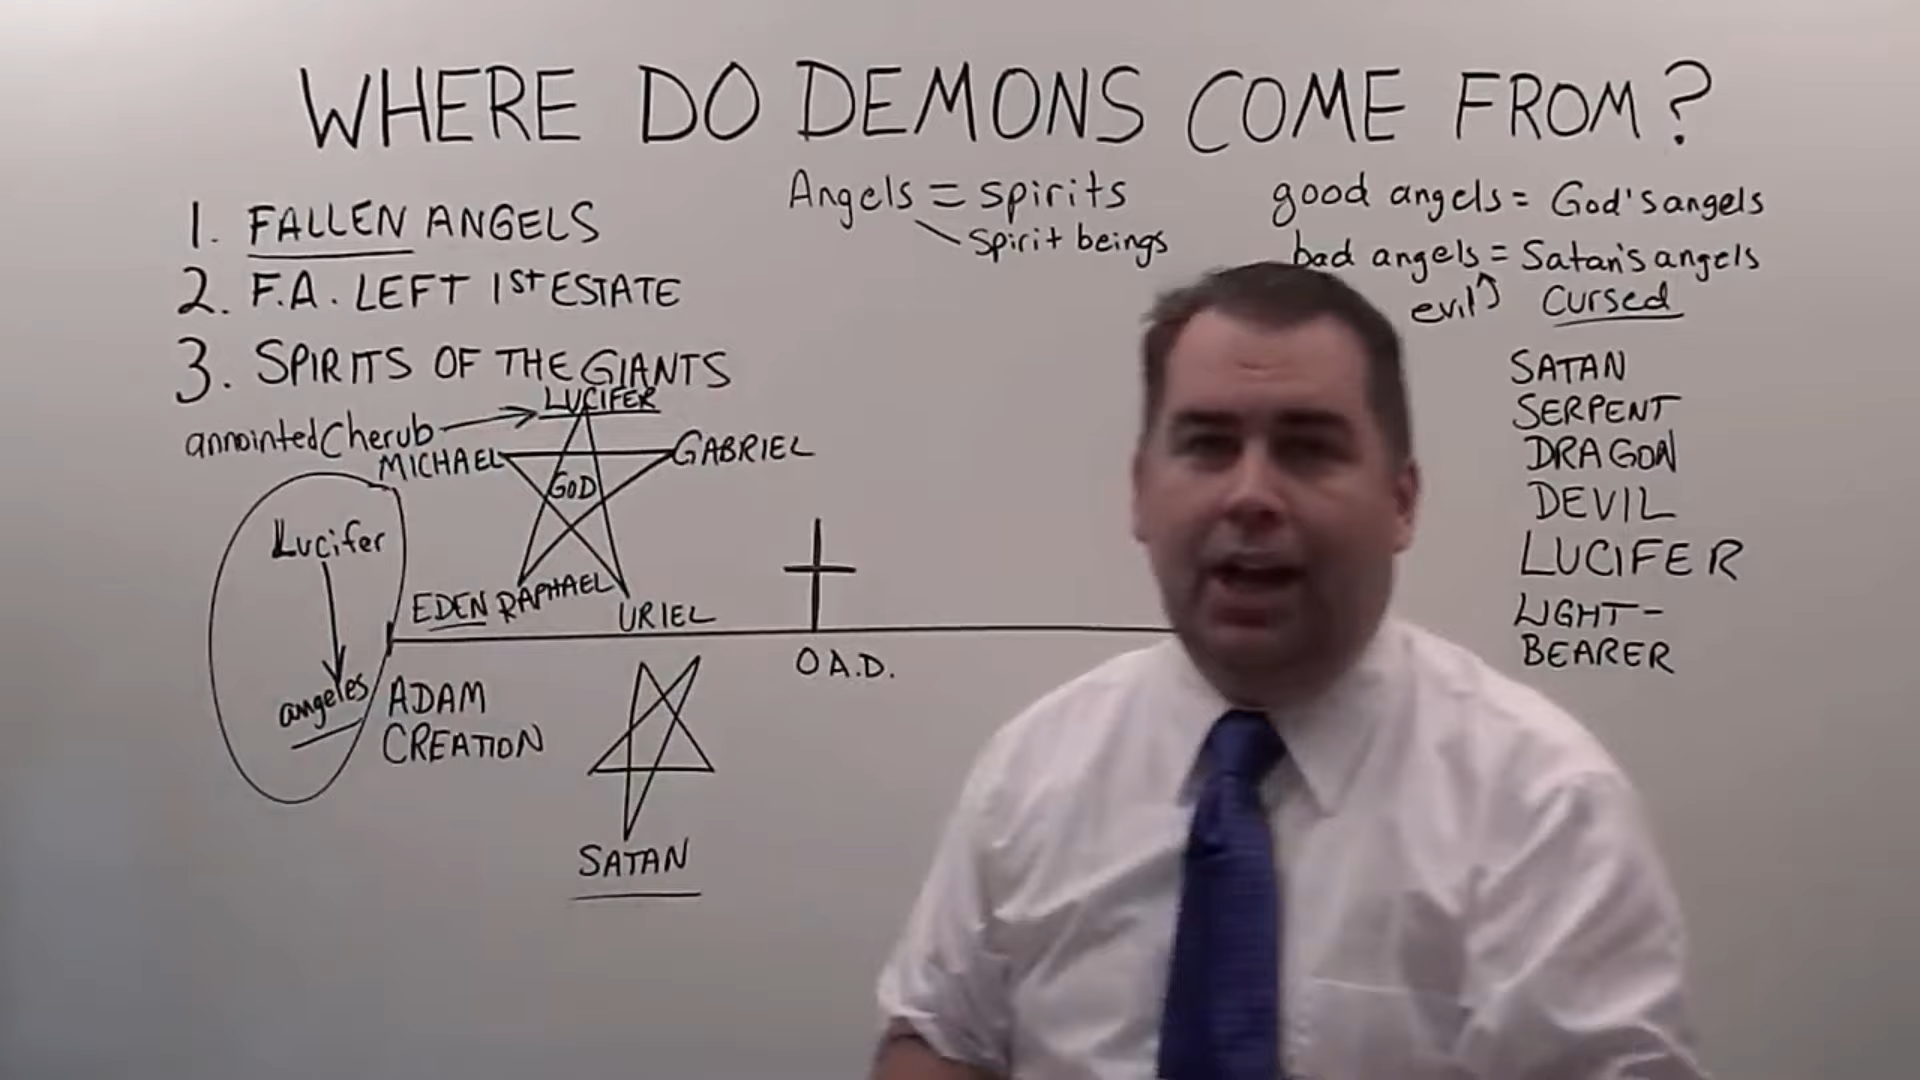 WHERE DO DEMONS COME FROM?
1. FALLEN ANGELS
2. F.A. LEFT 1ST ESTATE
3. SPIRITS OF THE GIANTS
Angels = spirits
Spirit beings
good angels = God's angels
bad angels = Satan's angels
evil
Cursed
SATAN
SERPENT
DRAGON
DEVIL
LUCIFER
LIGHT-
BEARER
LUCIFER
annointed Cherub
MICHAEL
GABRIEL
GOD
Lucifer
angeles
EDEN
RAPHAEL
URIEL
0 A.D.
ADAM
CREATION
SATAN